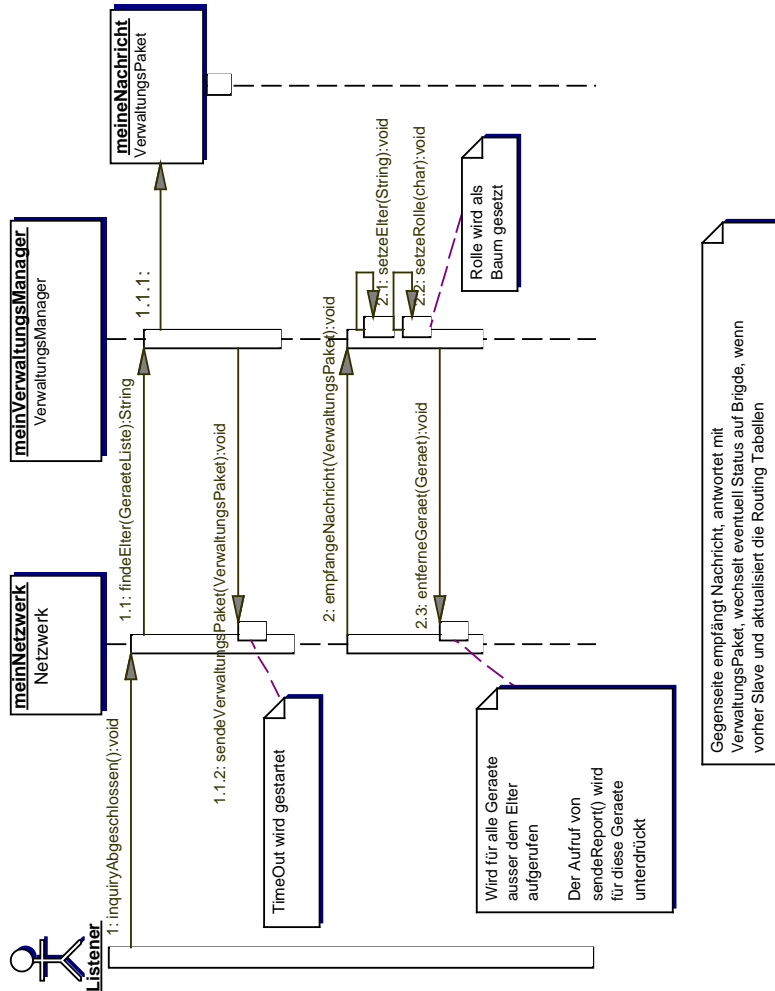 Listener
meinNetzwerk
Netzwerk
meinVerwaltungsManager
VerwaltungsManager
meineNachricht
VerwaltungsPaket
1: inquiryAbgeschlossen():void
1.1: findeElter(GeraeteListe):String
1.1.1:
1.1.2: sendeVerwaltungsPaket(VerwaltungsPaket):void
TimeOut wird gestartet
2: empfangeNachricht(VerwaltungsPaket):void
2.1: setzeElter(String):void
2.2: setzeRolle(char):void
Rolle wird als
Baum gesetzt
2.3: entferneGeraet(Geraet):void
Wird für alle Geraete
ausser dem Elter
aufgerufen
Der Aufruf von
sendeReport() wird
für diese Geraete
unterdrückt
Gegenseite empfängt Nachricht, antwortet mit
VerwaltungsPaket, wechselt eventuell Status auf Brigde, wenn
vorher Slave und aktualisiert die Routing Tabellen